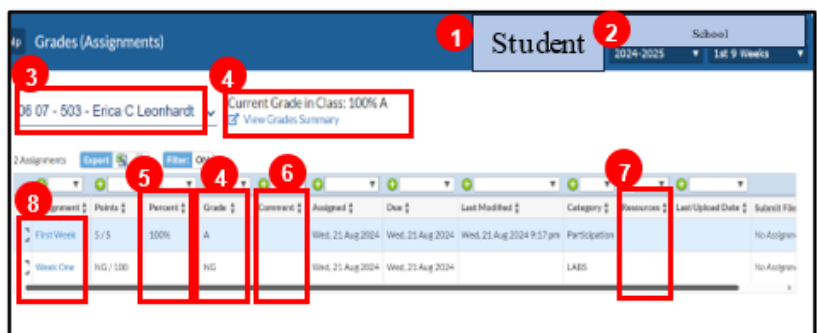 Grades (Assignments)
1
Student
2
School
2024-2025
1st 9 Weeks
3
4
06 07 - 503 - Erica C Leonhardt
Current Grade in Class: 100% A
View Grades Summary
2 Assignments
Export
Filter:
5
4
6
7
8
Points
Percent
Grade
Comment
Assigned
Due
Last Modified
Category
Resources
Last Upload Date
Submit File
First Week
5 / 5
100%
A
Wed, 21 Aug 2024
Wed, 21 Aug 2024
Wed, 21 Aug 2024 9:17 pm
Participation
Week One
NG / 100
NG
Wed, 21 Aug 2024
Wed, 21 Aug 2024
LABS